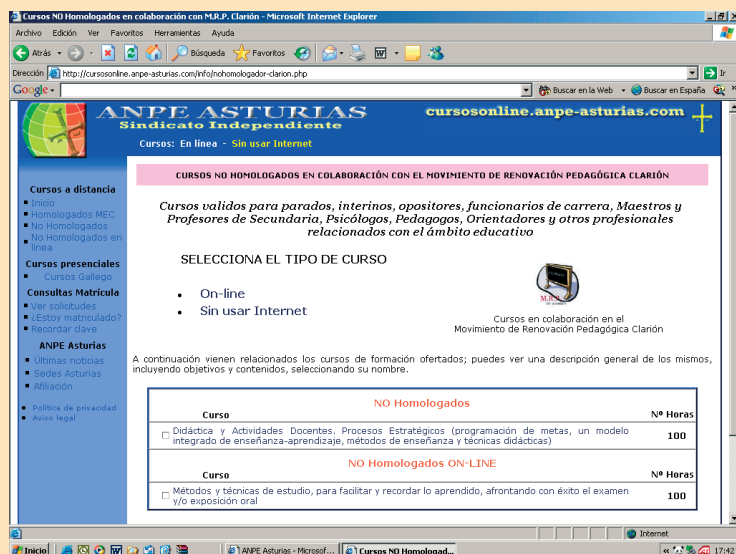 Cursos NO Homologados en colaboración con M.R.P. Clarión - Microsoft Internet Explorer
Archivo Edición Ver Favoritos Herramientas Ayuda
Atrás Búsqueda Favoritos
Dirección http://cursosonline.anpe-asturias.com/info/nohomologador-clarion.php Ir
Google Buscar en la Web Buscar en España
ANPE ASTURIAS cursosonline.anpe-asturias.com
Sindicato Independiente
Cursos: En línea - Sin usar Internet
CURSOS NO HOMOLOGADOS EN COLABORACIÓN CON EL MOVIMIENTO DE RENOVACIÓN PEDAGÓGICA CLARIÓN
Cursos a distancia
Inicio
Homologados MEC
No Homologados
No Homologados en línea
Cursos presenciales
Cursos Gallego
Consultas Matrícula
Ver solicitudes
¿Estoy matriculado?
Recordar clave
ANPE Asturias
Últimas noticias
Sedes Asturias
Afiliación
Política de privacidad
Aviso legal
Cursos validos para parados, interinos, opositores, funcionarios de carrera, Maestros y
Profesores de Secundaria, Psicólogos, Pedagogos, Orientadores y otros profesionales
relacionados con el ámbito educativo
SELECCIONA EL TIPO DE CURSO
On-line
Sin usar Internet
M.R.P.
Cursos en colaboración en el
Movimiento de Renovación Pedagógica Clarión
A continuación vienen relacionados los cursos de formación ofertados; puedes ver una descripción general de los mismos,
incluyendo objetivos y contenidos, seleccionando su nombre.
NO Homologados
Curso Nº Horas
Didáctica y Actividades Docentes. Procesos Estratégicos (programación de metas, un modelo
integrado de enseñanza-aprendizaje, métodos de enseñanza y técnicas didácticas) 100
NO Homologados ON-LINE
Curso Nº Horas
Métodos y técnicas de estudio, para facilitar y recordar lo aprendido, afrontando con éxito el examen
y/o exposición oral 100
Internet
Inicio ANPE Asturias - Microsof... Cursos NO Homologad... 17:42